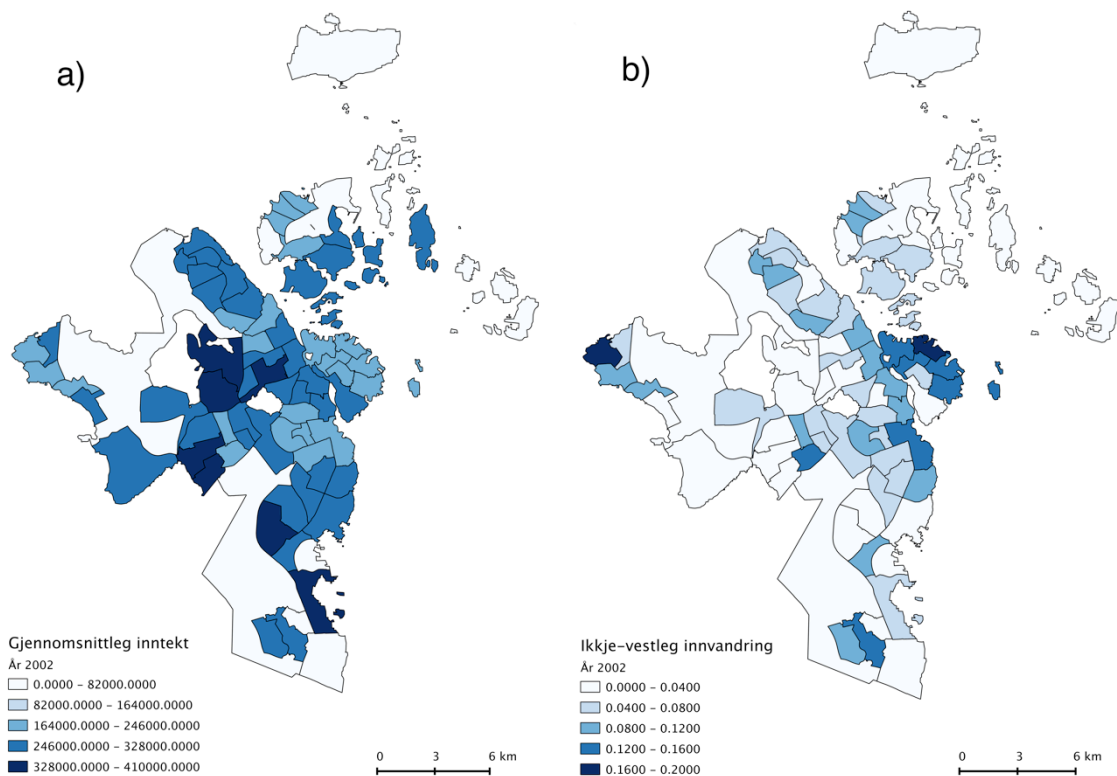 a)
b)
Gjennomsnittleg inntekt
År 2002
0.0000 – 82000.0000
82000.0000 – 164000.0000
164000.0000 – 246000.0000
246000.0000 – 328000.0000
328000.0000 – 410000.0000
0 3 6 km
Ikkje-vestleg innvandring
År 2002
0.0000 – 0.0400
0.0400 – 0.0800
0.0800 – 0.1200
0.1200 – 0.1600
0.1600 – 0.2000
0 3 6 km